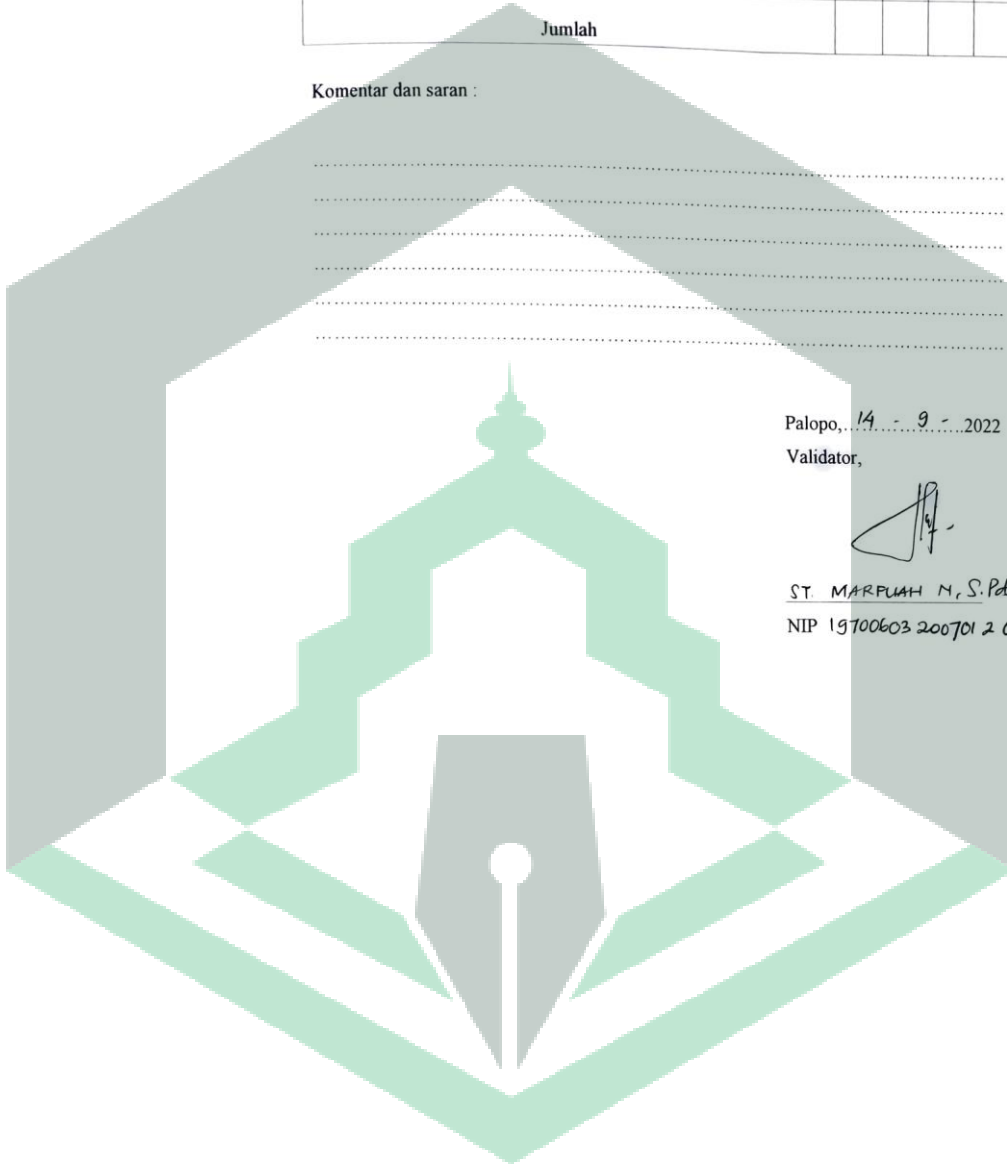 Jumlah
Komentar dan saran :
Palopo, 14 - 9 - 2022
Validator,
ST. MARPUAH M, S.Pd
NIP 19700603 200701 2